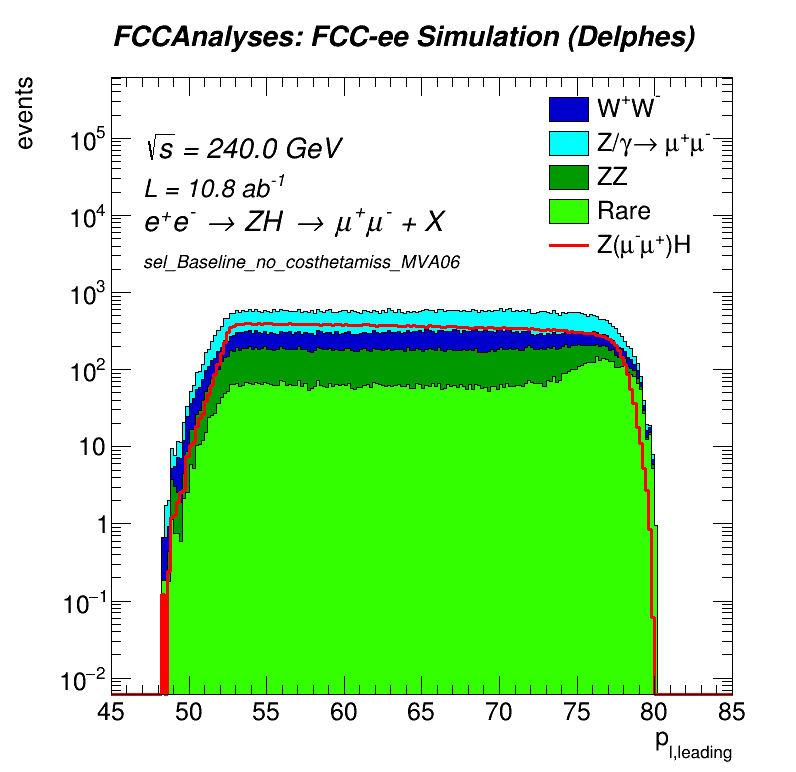 FCCAnalyses: FCC-ee Simulation (Delphes)
events
√s = 240.0 GeV
L = 10.8 ab⁻¹
e⁺e⁻ → ZH → μ⁺μ⁻ + X
sel_Baseline_no_costhetamiss_MVA06
W⁺W⁻
Z/γ→ μ⁺μ⁻
ZZ
Rare
Z(μ⁻μ⁺)H
10⁵
10⁴
10³
10²
10
1
10⁻¹
10⁻²
45 50 55 60 65 70 75 80 85
p_l,leading